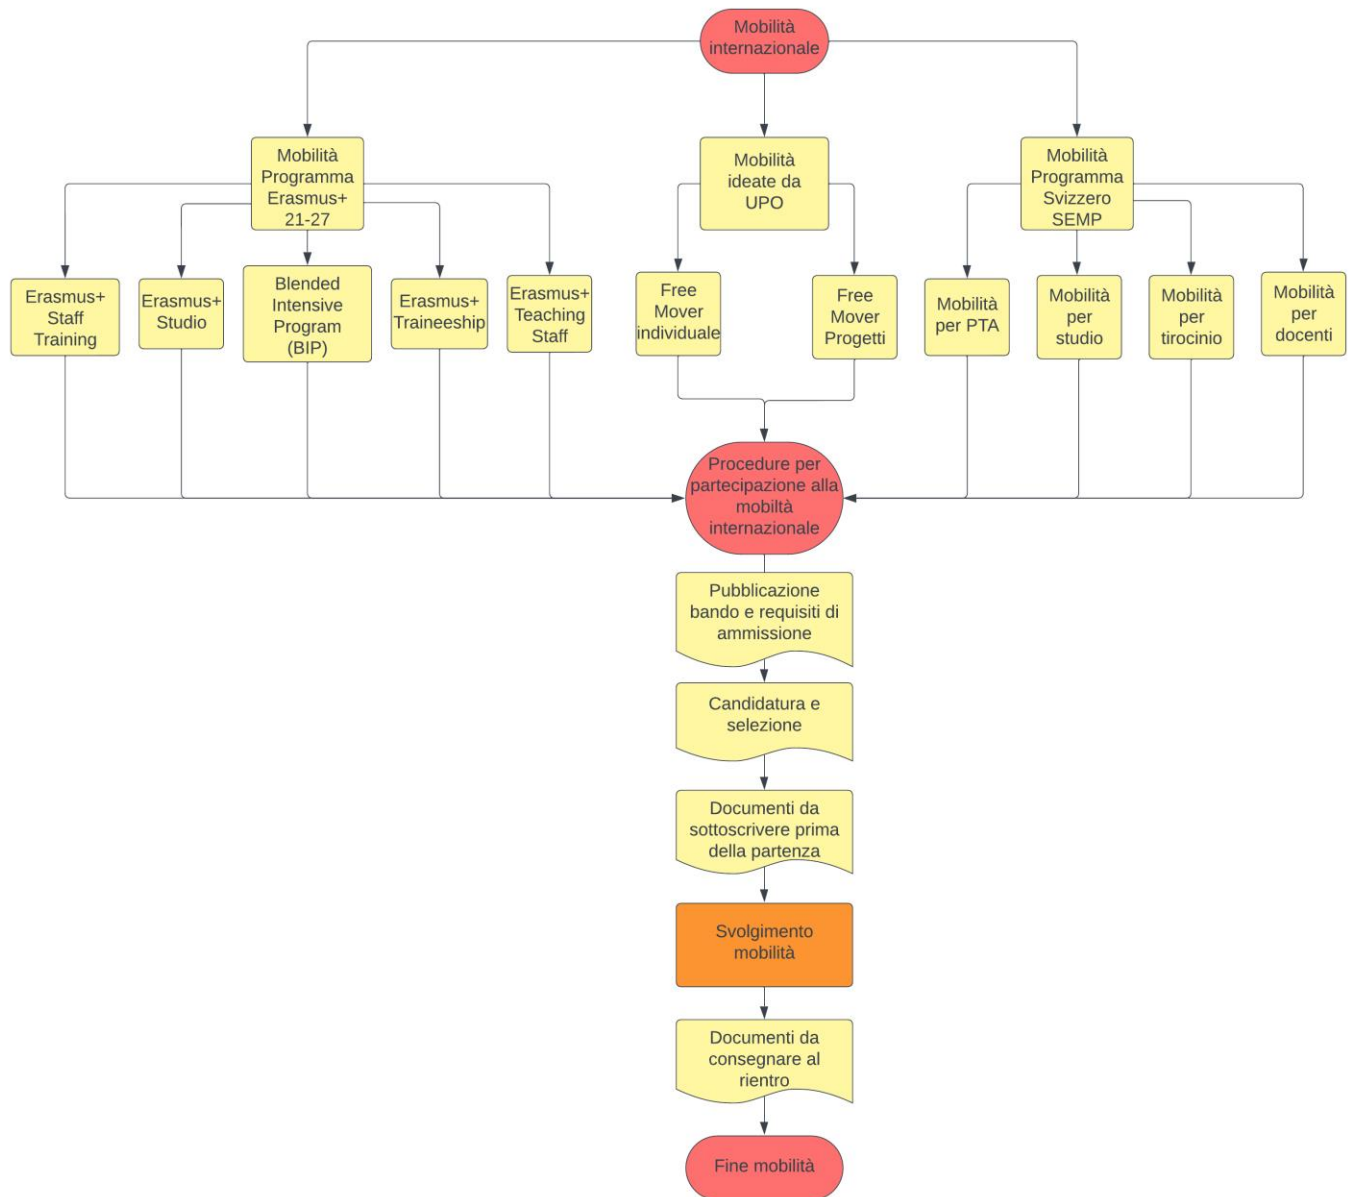 Mobilità
internazionale
Mobilità
Programma
Erasmus+
21-27
Mobilità
ideate da
UPO
Mobilità
Programma
Svizzero
SEMP
Erasmus+
Staff
Training
Erasmus+
Studio
Blended
Intensive
Program
(BIP)
Erasmus+
Traineeship
Erasmus+
Teaching
Staff
Free
Mover
individuale
Free
Mover
Progetti
Mobilità
per PTA
Mobilità
per
studio
Mobilità
per
tirocinio
Mobilità
per
docenti
Procedure per
partecipazione alla
mobiltà
internazionale
Pubblicazione
bando e requisiti di
ammissione
Candidatura e
selezione
Documenti da
sottoscrivere prima
della partenza
Svolgimento
mobilità
Documenti da
consegnare al
rientro
Fine mobilità